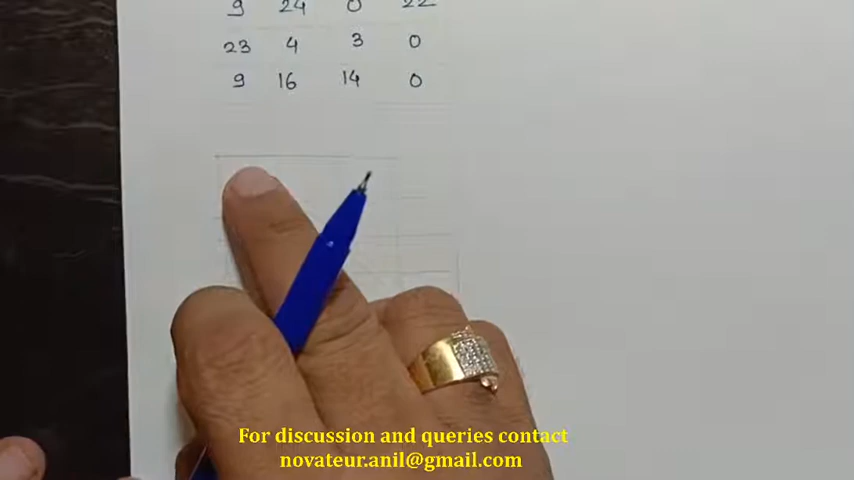 9 24 0 22
23 4 3 0
9 16 14 0
For discussion and queries contact
novateur.anil@gmail.com